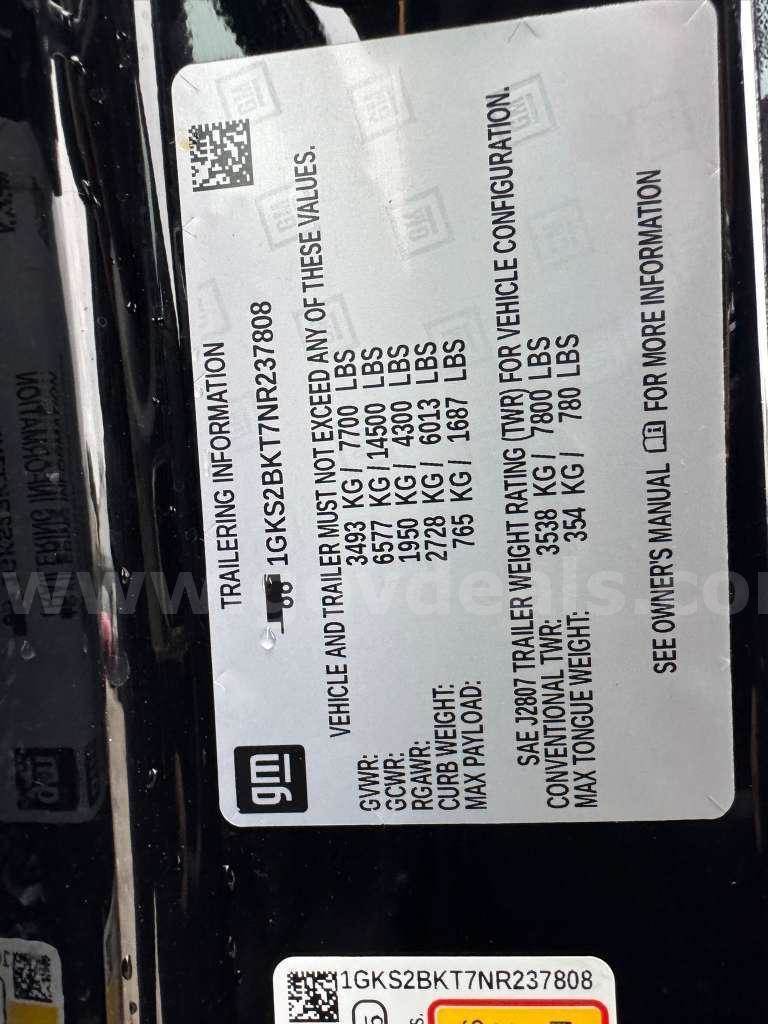 gm
TRAILERING INFORMATION
1GKS2BKT7NR237808
VEHICLE AND TRAILER MUST NOT EXCEED ANY OF THESE VALUES.
GVWR: 3493 KG / 7700 LBS
GCWR: 6577 KG / 14500 LBS
RGAWR: 1950 KG / 4300 LBS
CURB WEIGHT: 2728 KG / 6013 LBS
MAX PAYLOAD: 765 KG / 1687 LBS
SAE J2807 TRAILER WEIGHT RATING (TWR) FOR VEHICLE CONFIGURATION.
CONVENTIONAL TWR: 3538 KG / 7800 LBS
MAX TONGUE WEIGHT: 354 KG / 780 LBS
SEE OWNER'S MANUAL FOR MORE INFORMATION
1GKS2BKT7NR237808